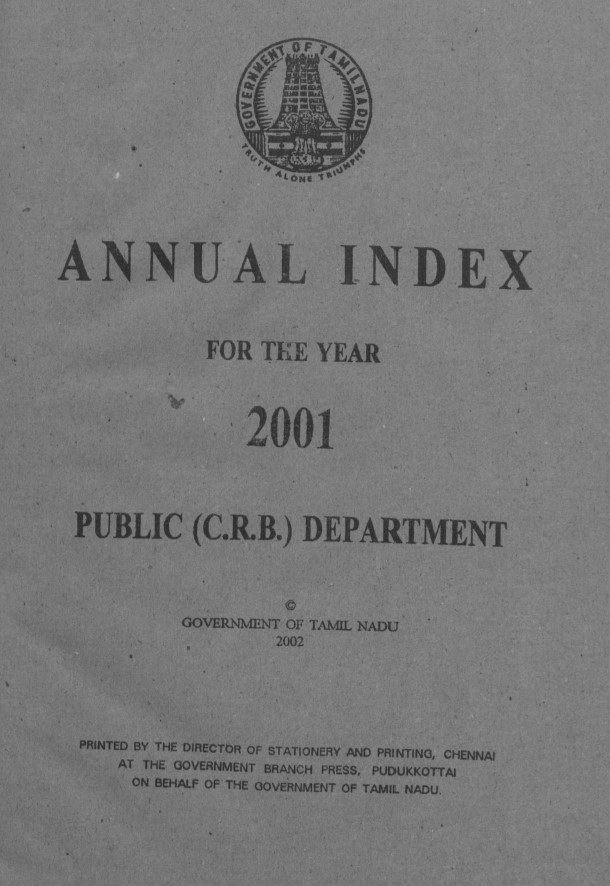 GOVERNMENT OF TAMILNADU
TRUTH ALONE TRIUMPHS
ANNUAL INDEX
FOR THE YEAR
2001
PUBLIC (C.R.B.) DEPARTMENT
©
GOVERNMENT OF TAMIL NADU
2002
PRINTED BY THE DIRECTOR OF STATIONERY AND PRINTING, CHENNAI
AT THE GOVERNMENT BRANCH PRESS, PUDUKKOTTAI
ON BEHALF OF THE GOVERNMENT OF TAMIL NADU.